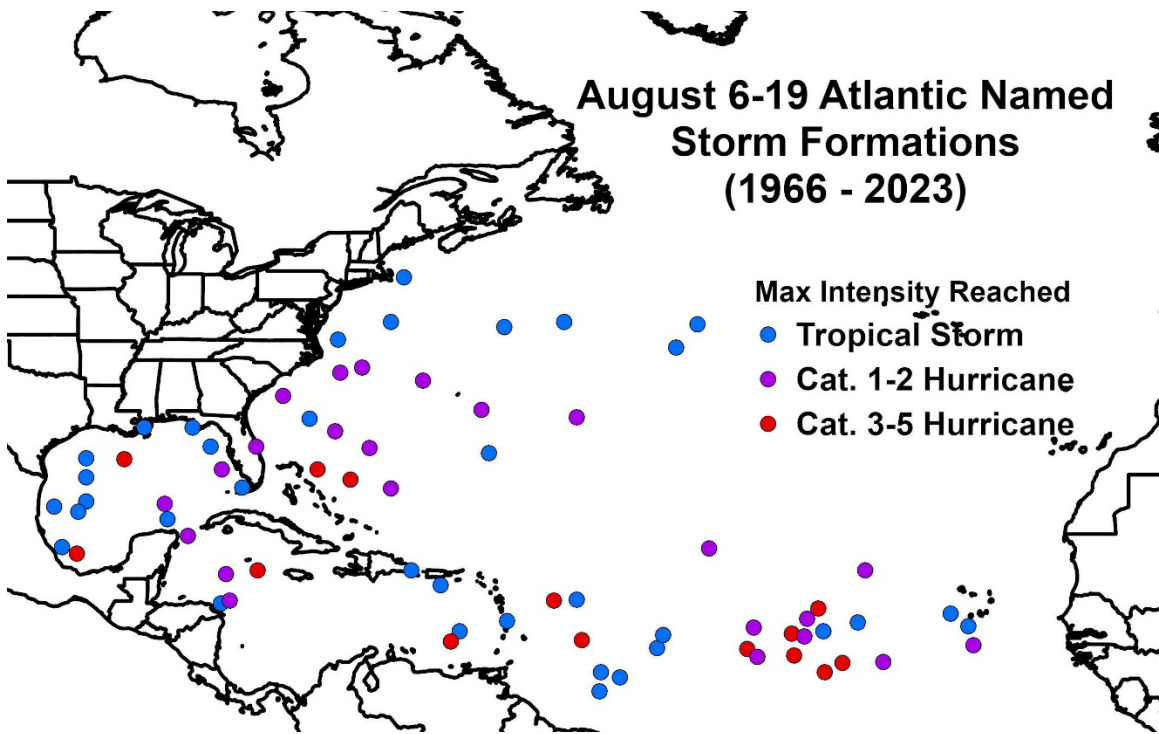 August 6-19 Atlantic Named
Storm Formations
(1966 - 2023)
Max Intensity Reached
Tropical Storm
Cat. 1-2 Hurricane
Cat. 3-5 Hurricane